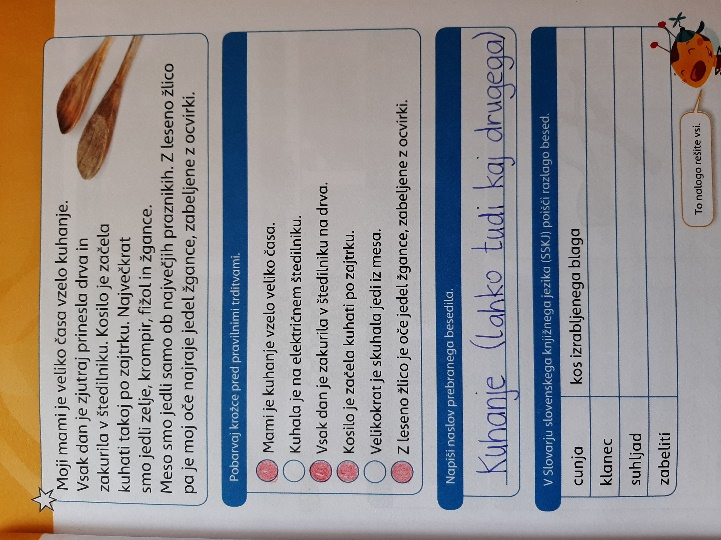 Moji mami je veliko časa vzelo kuhanje.
Vsak dan je zjutraj prinesla drva in
zakurila v štedilniku. Kosilo je začela
kuhati takoj po zajtrku. Največkrat
smo jedli zelje, krompir, fižol in žgance.
Meso smo jedli samo ob največjih praznikih. Z leseno žlico
pa je moj oče najraje jedel žgance, zabeljene z ocvirki.
Pobarvaj krožce pred pravilnimi trditvami.
Mami je kuhanje vzelo veliko časa.
Kuhala je na električnem štedilniku.
Vsak dan je zakurila v štedilniku na drva.
Kosilo je začela kuhati po zajtrku.
Velikokrat je skuhala jedi iz mesa.
Z leseno žlico je oče jedel žgance, zabeljene z ocvirki.
Napiši naslov prebranega besedila.
Kuhanje (lahko tudi kaj drugega)
V Slovarju slovenskega knjižnega jezika (SSKJ) poišči razlago besed.
cunja kos izrabljenega blaga
klanec
suhljad
zabeliti
To nalogo rešite vsi.